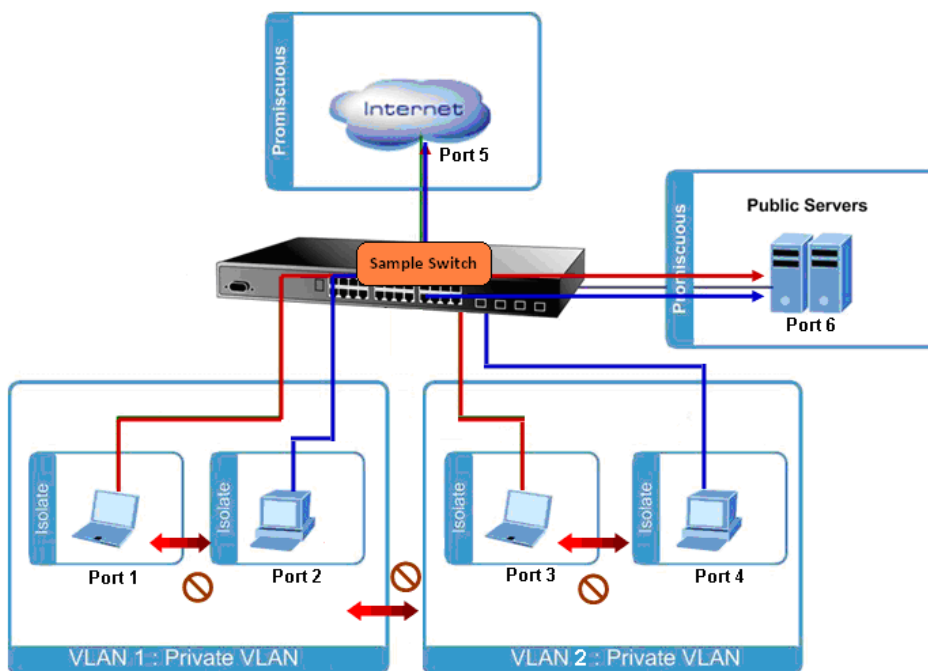 Promiscuous
Internet
Port 5
Promiscuous
Public Servers
Port 6
Sample Switch
Isolate
Port 1
Isolate
Port 2
Isolate
Port 3
Isolate
Port 4
VLAN 1 : Private VLAN
VLAN 2 : Private VLAN